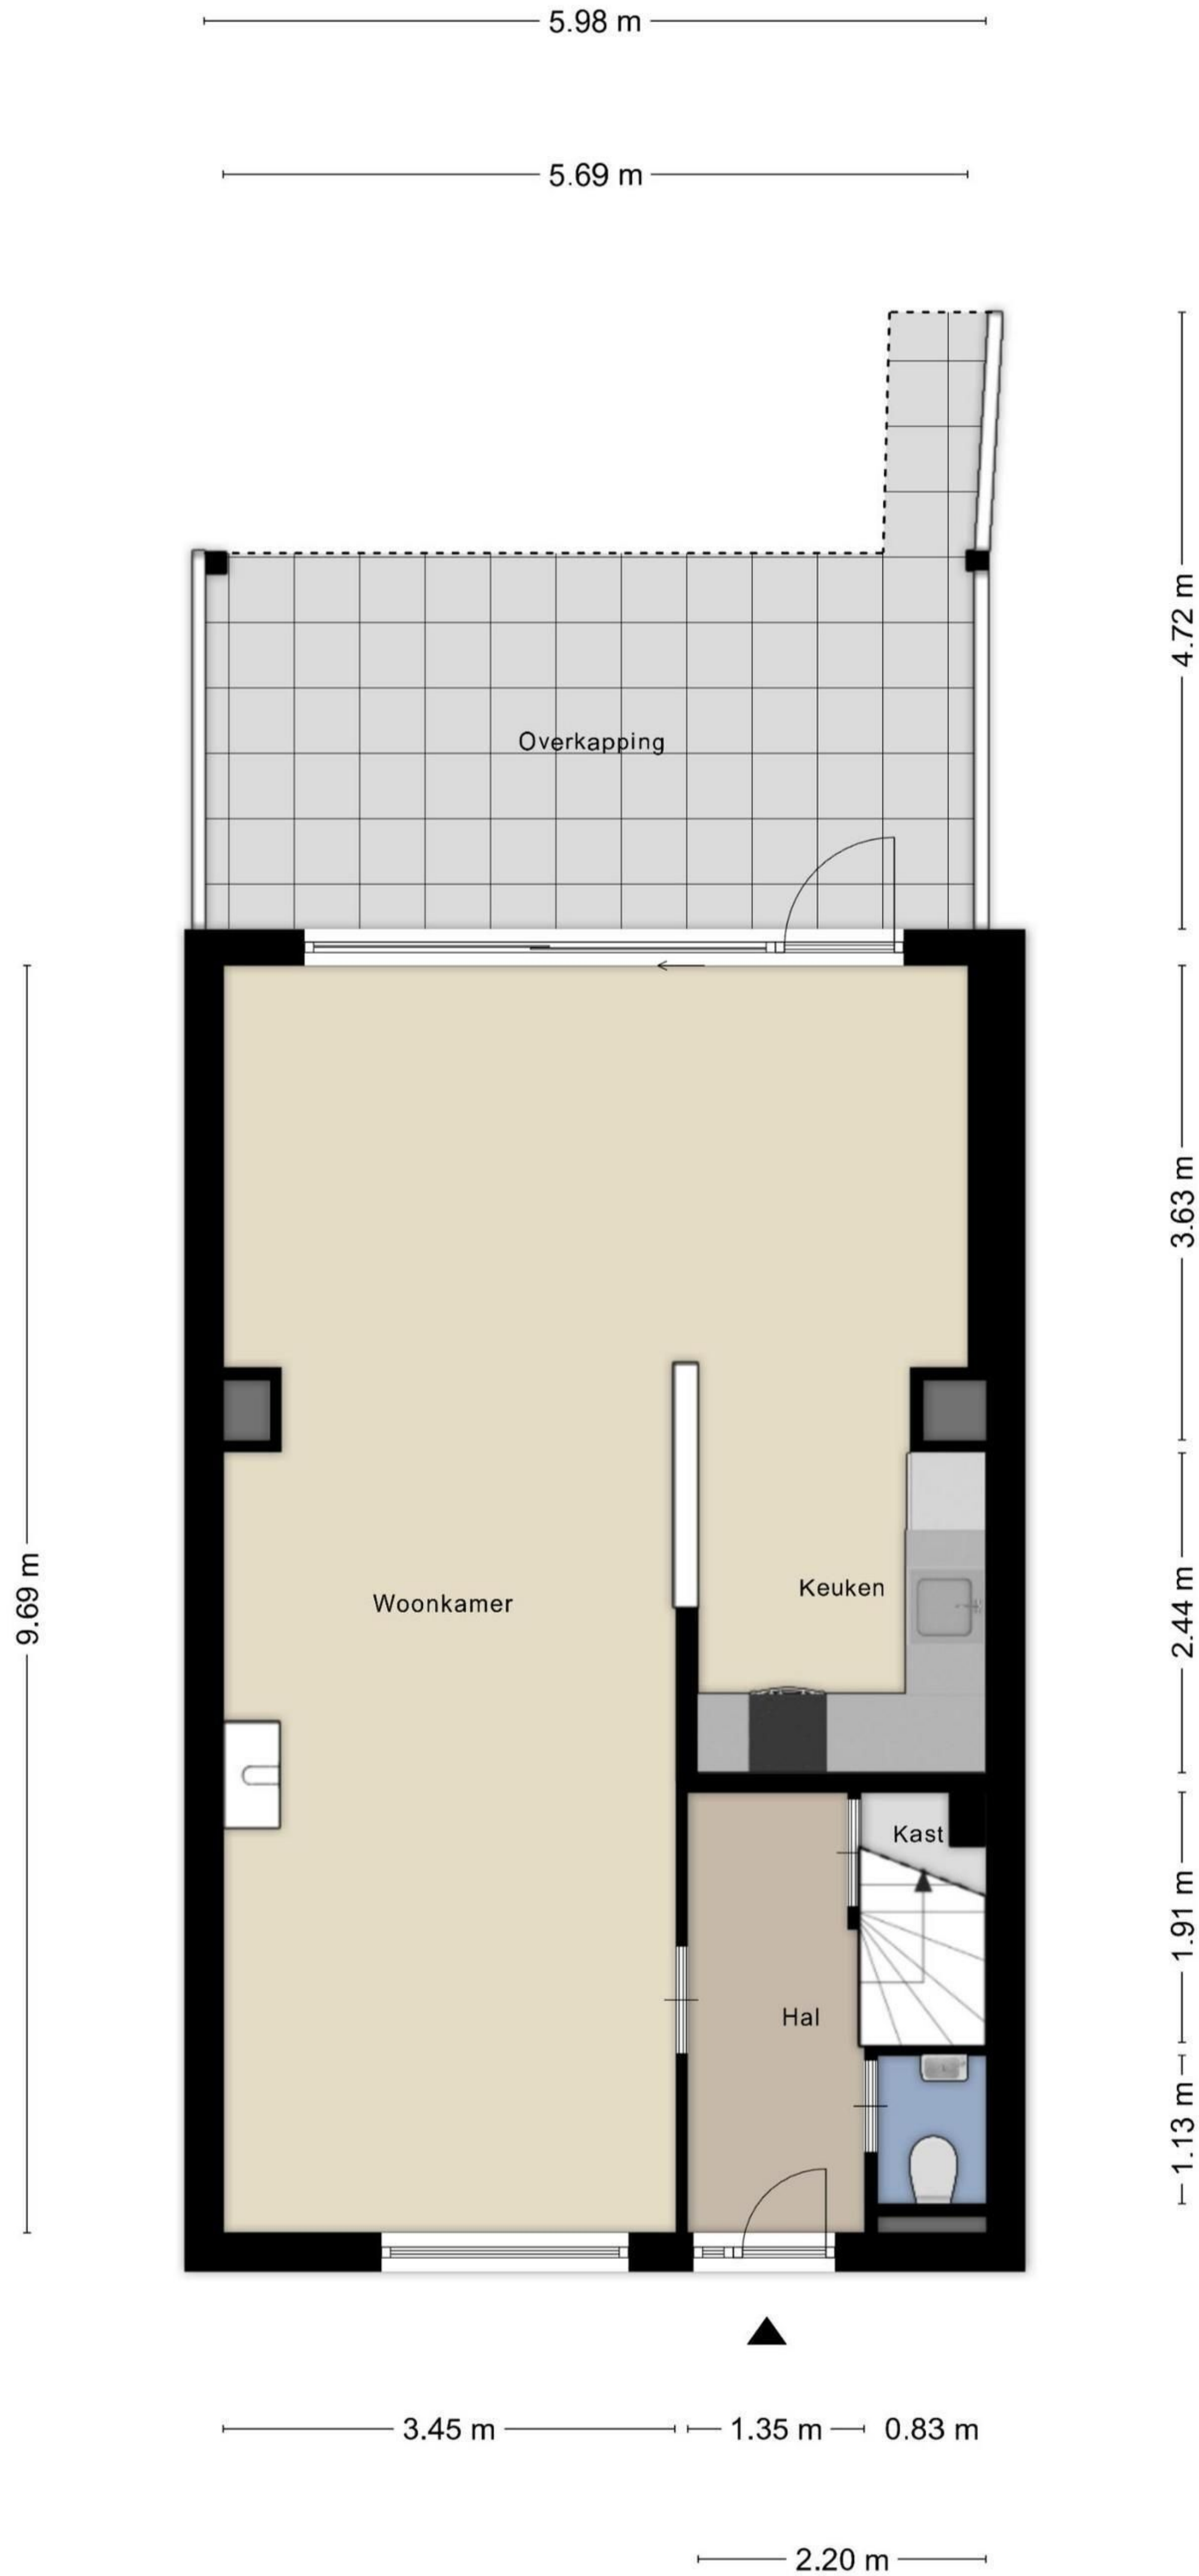 5.98 m
5.69 m
4.72 m
Overkapping
3.63 m
9.69 m
Woonkamer
Keuken
2.44 m
Kast
1.91 m
Hal
1.13 m
3.45 m
1.35 m
0.83 m
2.20 m